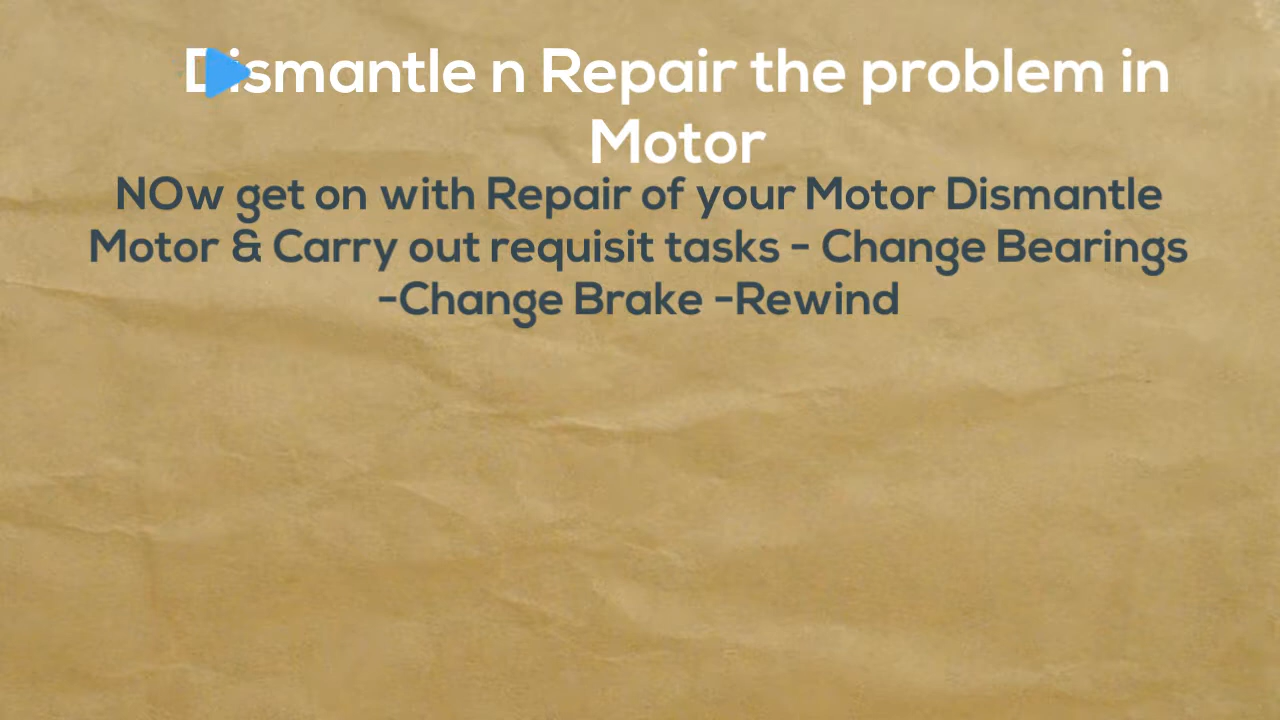 Dismantle n Repair the problem in
Motor
NOw get on with Repair of your Motor Dismantle
Motor & Carry out requisit tasks - Change Bearings
-Change Brake -Rewind